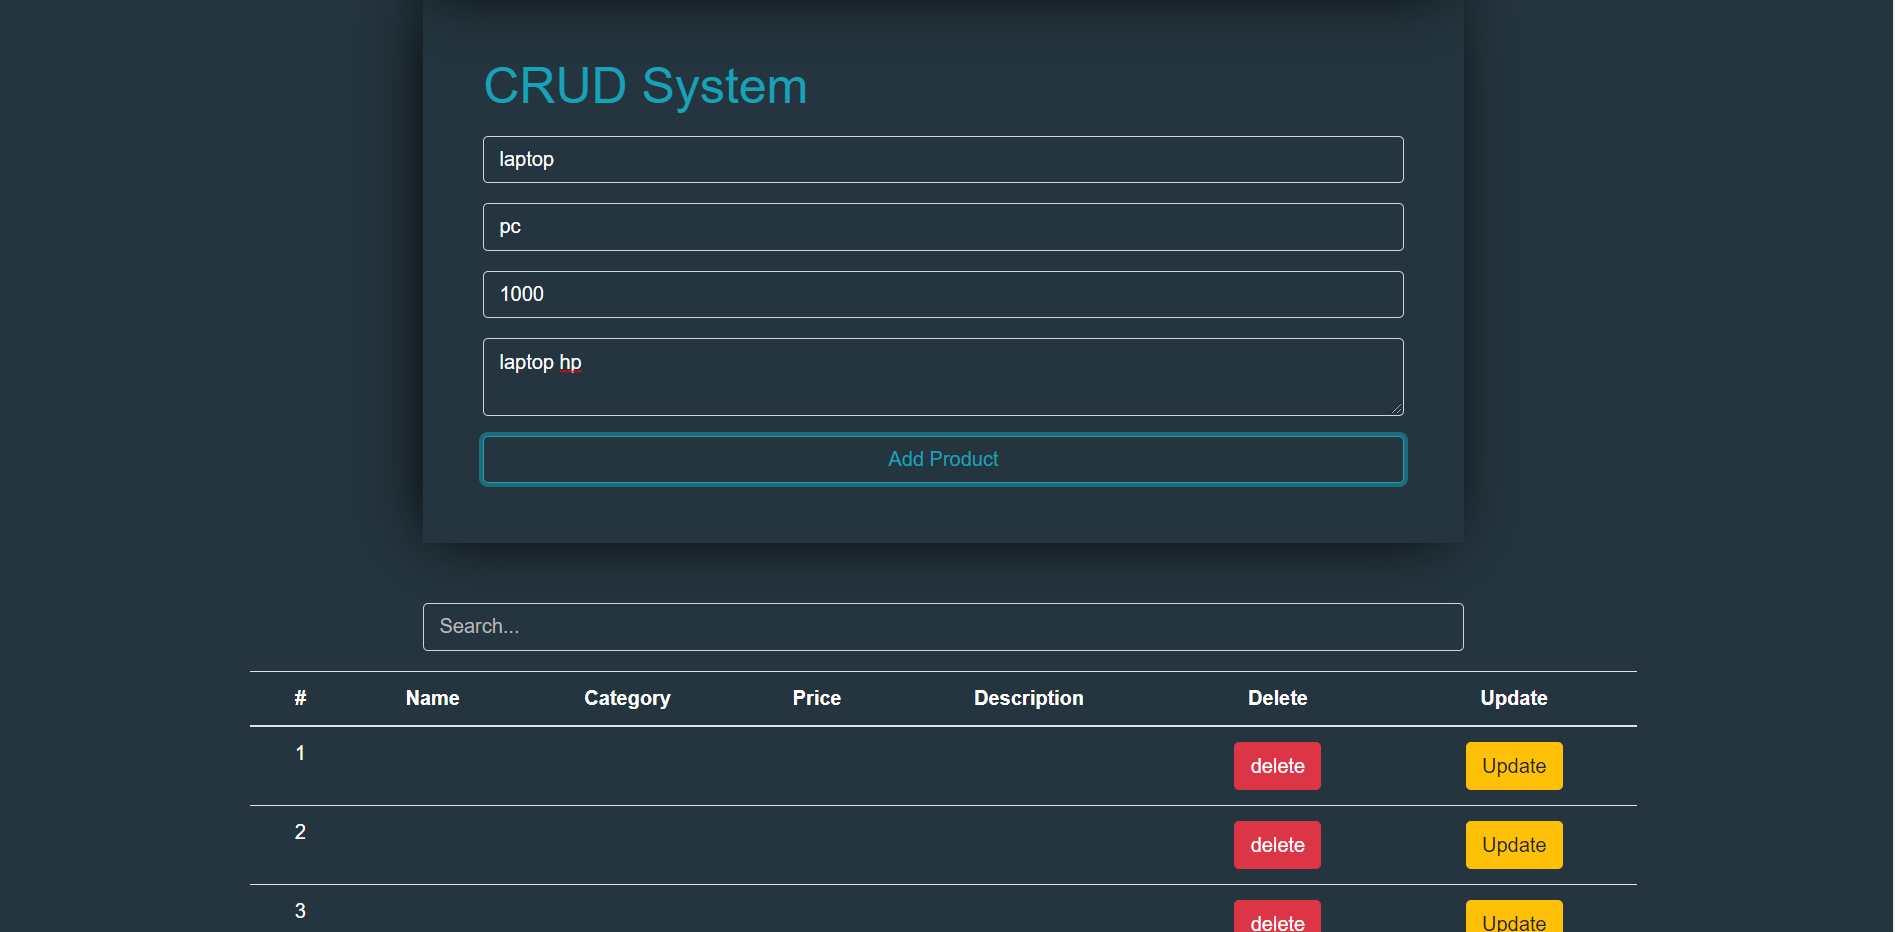 CRUD System
laptop
pc
1000
laptop hp
Add Product
Search...
# Name Category Price Description Delete Update
1 delete Update
2 delete Update
3 delete Update